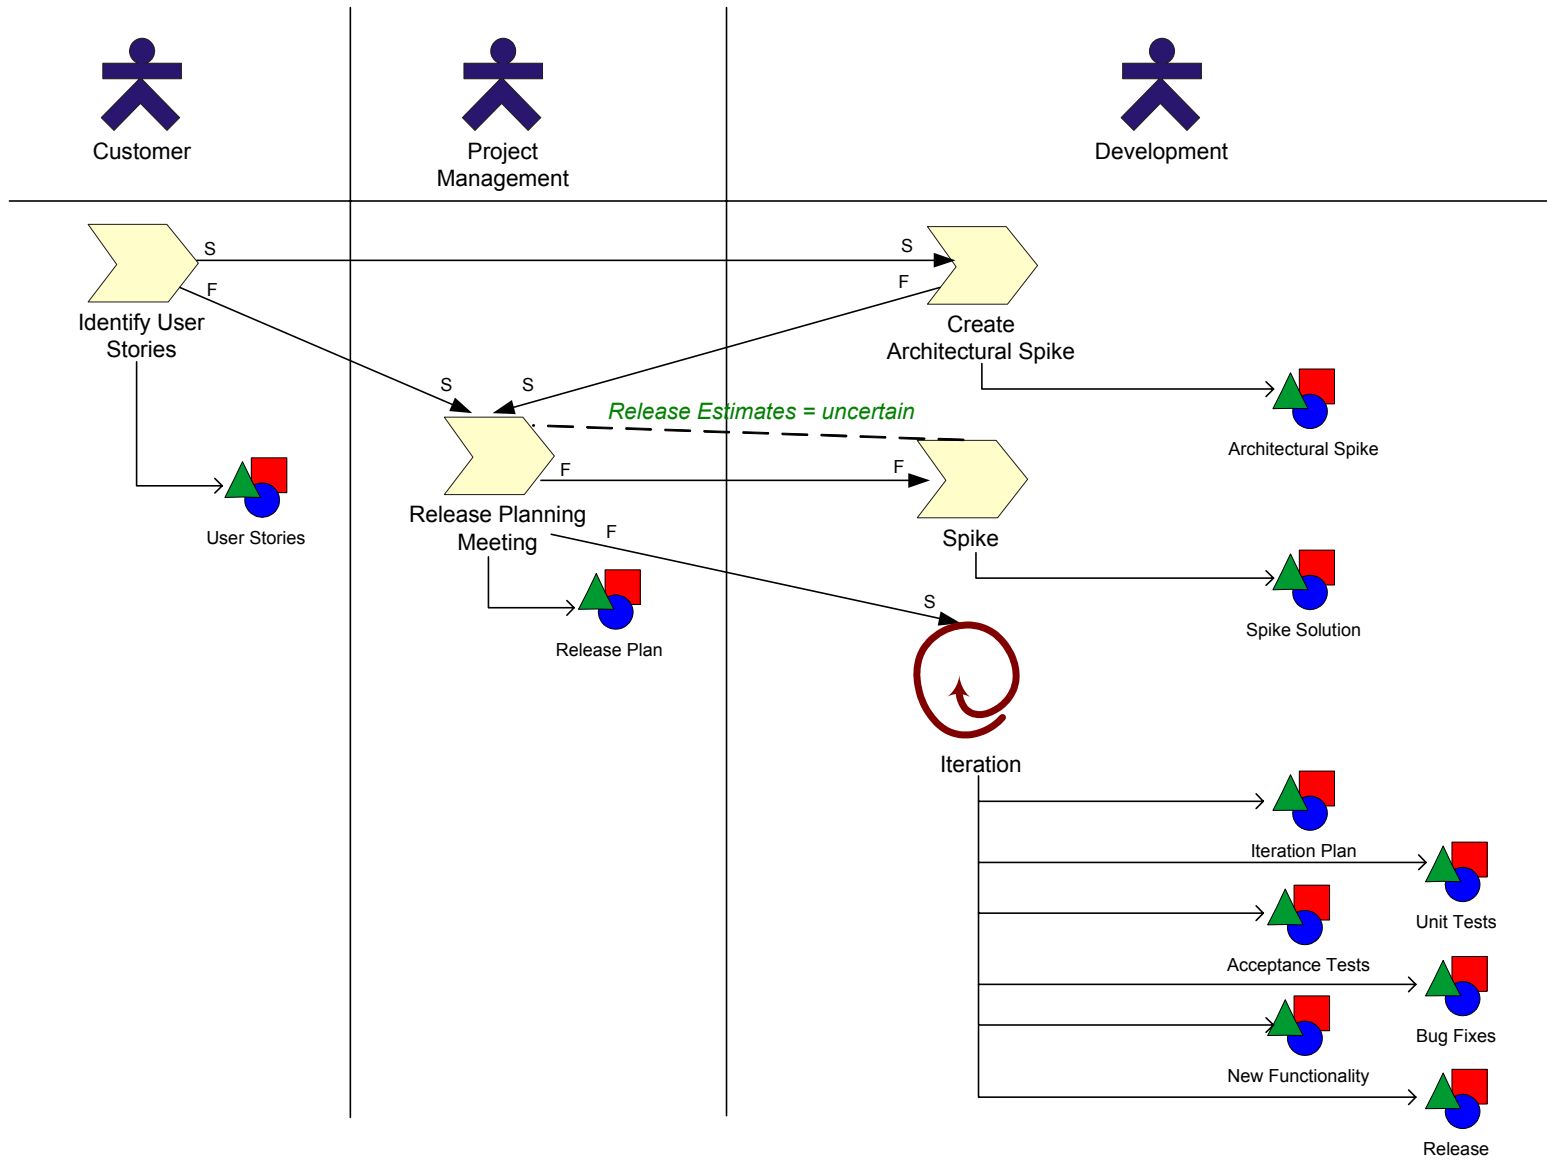 Customer
Project
Management
Development
S
S
F
F
Identify User
Stories
Create
Architectural Spike
S
S
Release Estimates = uncertain
Architectural Spike
F
F
User Stories
Release Planning
Meeting
F
Spike
S
Release Plan
Spike Solution
Iteration
Iteration Plan
Unit Tests
Acceptance Tests
Bug Fixes
New Functionality
Release